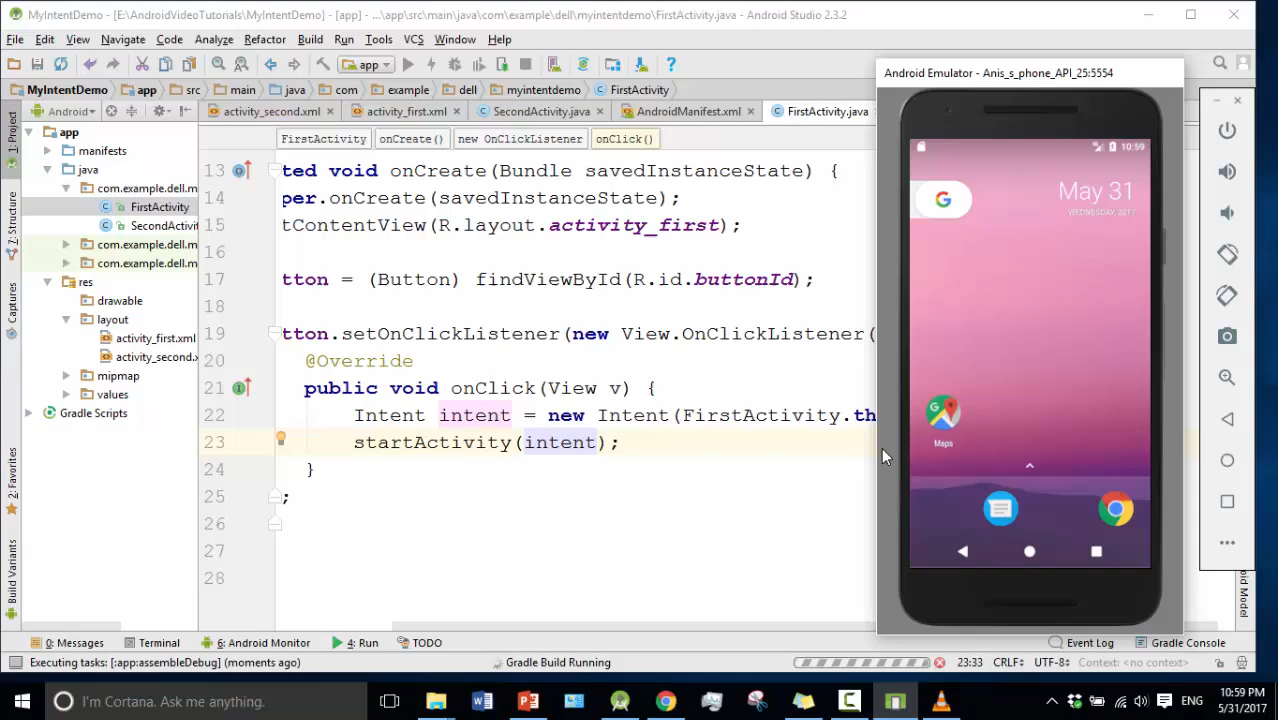 MyIntentDemo - [E:\AndroidVideoTutorials\MyIntentDemo] - [app] - ...\app\src\main\java\com\example\dell\myintentdemo\FirstActivity.java - Android Studio 2.3.2
File Edit View Navigate Code Analyze Refactor Build Run Tools VCS Window Help
app
MyIntentDemo app src main java com example dell myintentdemo FirstActivity
Android
activity_second.xml activity_first.xml SecondActivity.java AndroidManifest.xml FirstActivity.java
FirstActivity onCreate() new OnClickListener onClick()
1: Project
7: Structure
Captures
2: Favorites
Build Variants
app
manifests
java
com.example.dell.m
FirstActivity
SecondActivit
com.example.dell.m
com.example.dell.m
res
drawable
layout
activity_first.xml
activity_second.x
mipmap
values
Gradle Scripts
13 ted void onCreate(Bundle savedInstanceState) {
14 per.onCreate(savedInstanceState);
15 tContentView(R.layout.activity_first);
16
17 tton = (Button) findViewById(R.id.buttonId);
18
19 tton.setOnClickListener(new View.OnClickListener(
20 @Override
21 public void onClick(View v) {
22 Intent intent = new Intent(FirstActivity.th
23 startActivity(intent);
24 }
25 ;
26
27
28
Android Emulator - Anis_s_phone_API_25:5554
10:59
G
May 31
WEDNESDAY, 2017
Maps
0: Messages Terminal 6: Android Monitor 4: Run TODO Event Log Gradle Console
Executing tasks: [:app:assembleDebug] (moments ago) Gradle Build Running 23:33 CRLF UTF-8 Context: <no context>
I'm Cortana. Ask me anything.
ENG
10:59 PM
5/31/2017